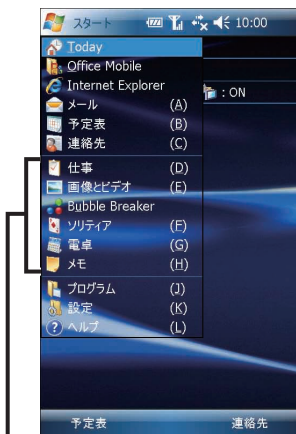 スタート 10:00
Today
Office Mobile
Internet Explorer
: ON
メール (A)
予定表 (B)
連絡先 (C)
仕事 (D)
画像とビデオ (E)
Bubble Breaker
ソリティア (F)
電卓 (G)
メモ (H)
プログラム (J)
設定 (K)
ヘルプ (L)
予定表 連絡先